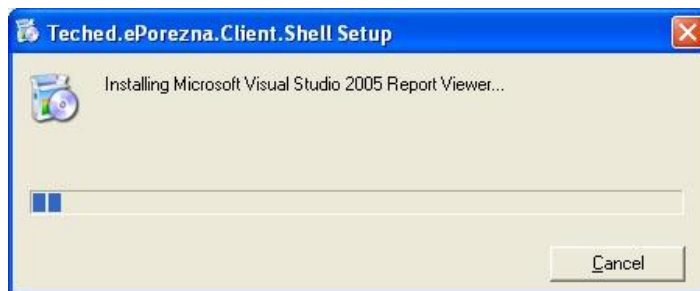 Teched.ePorezna.Client.Shell Setup
Installing Microsoft Visual Studio 2005 Report Viewer...
Cancel